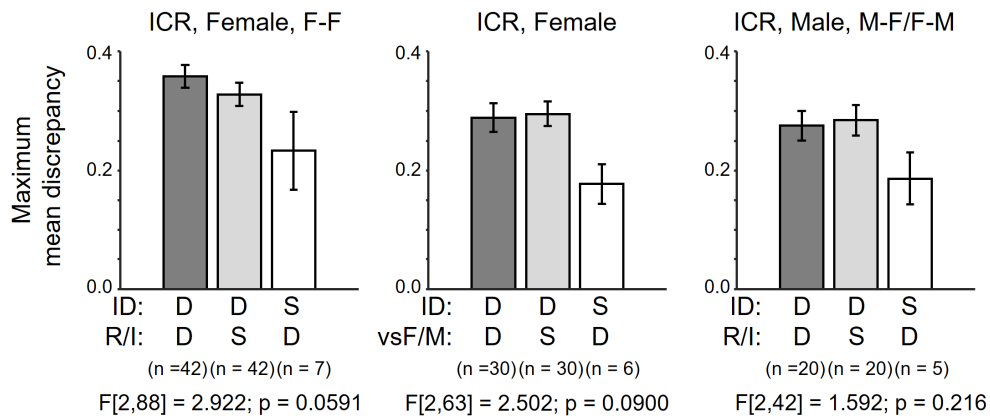 ICR, Female, F-F
ICR, Female
ICR, Male, M-F/F-M
Maximum
mean discrepancy
0.4
0.2
0.0
0.4
0.2
0.0
0.4
0.2
0.0
ID: D D S
R/I: D S D
(n =42) (n = 42) (n = 7)
F[2,88] = 2.922; p = 0.0591
ID: D D S
vsF/M: D S D
(n =30) (n = 30) (n = 6)
F[2,63] = 2.502; p = 0.0900
ID: D D S
R/I: D S D
(n =20) (n = 20) (n = 5)
F[2,42] = 1.592; p = 0.216